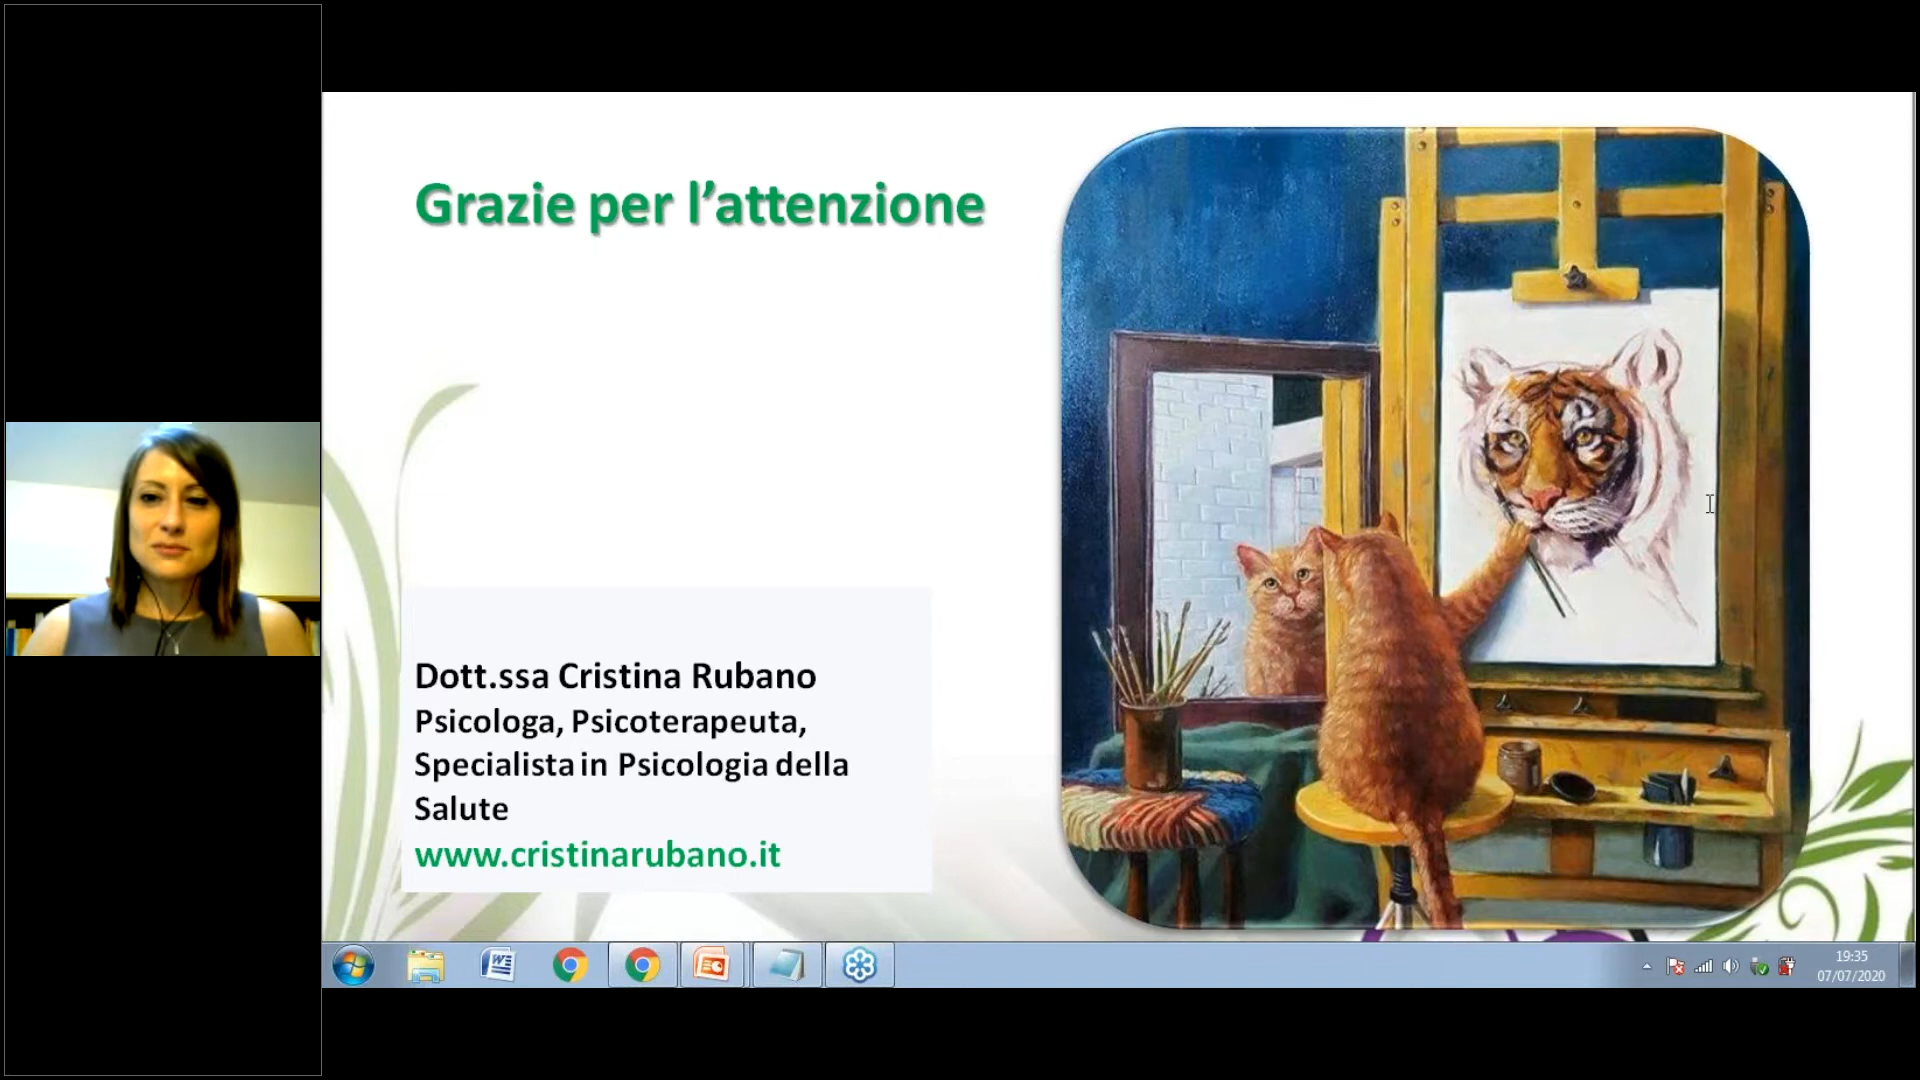 Grazie per l’attenzione
Dott.ssa Cristina Rubano
Psicologa, Psicoterapeuta,
Specialista in Psicologia della
Salute
www.cristinarubano.it
19:35
07/07/2020